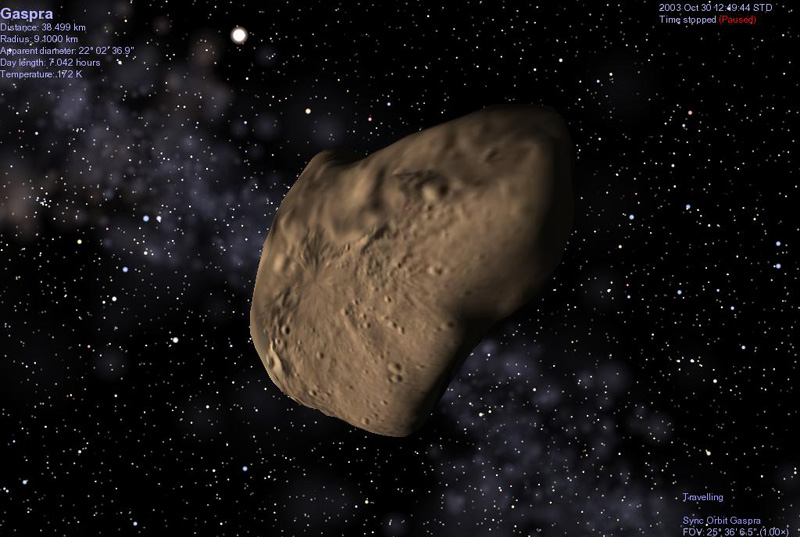 Gaspra
Distance: 38.499 km
Radius: 9.1000 km
Apparent diameter: 22° 02' 36.9"
Day length: 7.042 hours
Temperature: 172 K
2003 Oct 30 12:49:44 STD
Time stopped (Paused)
Travelling
Sync Orbit Gaspra
FOV: 25° 36' 6.5" (1.00×)